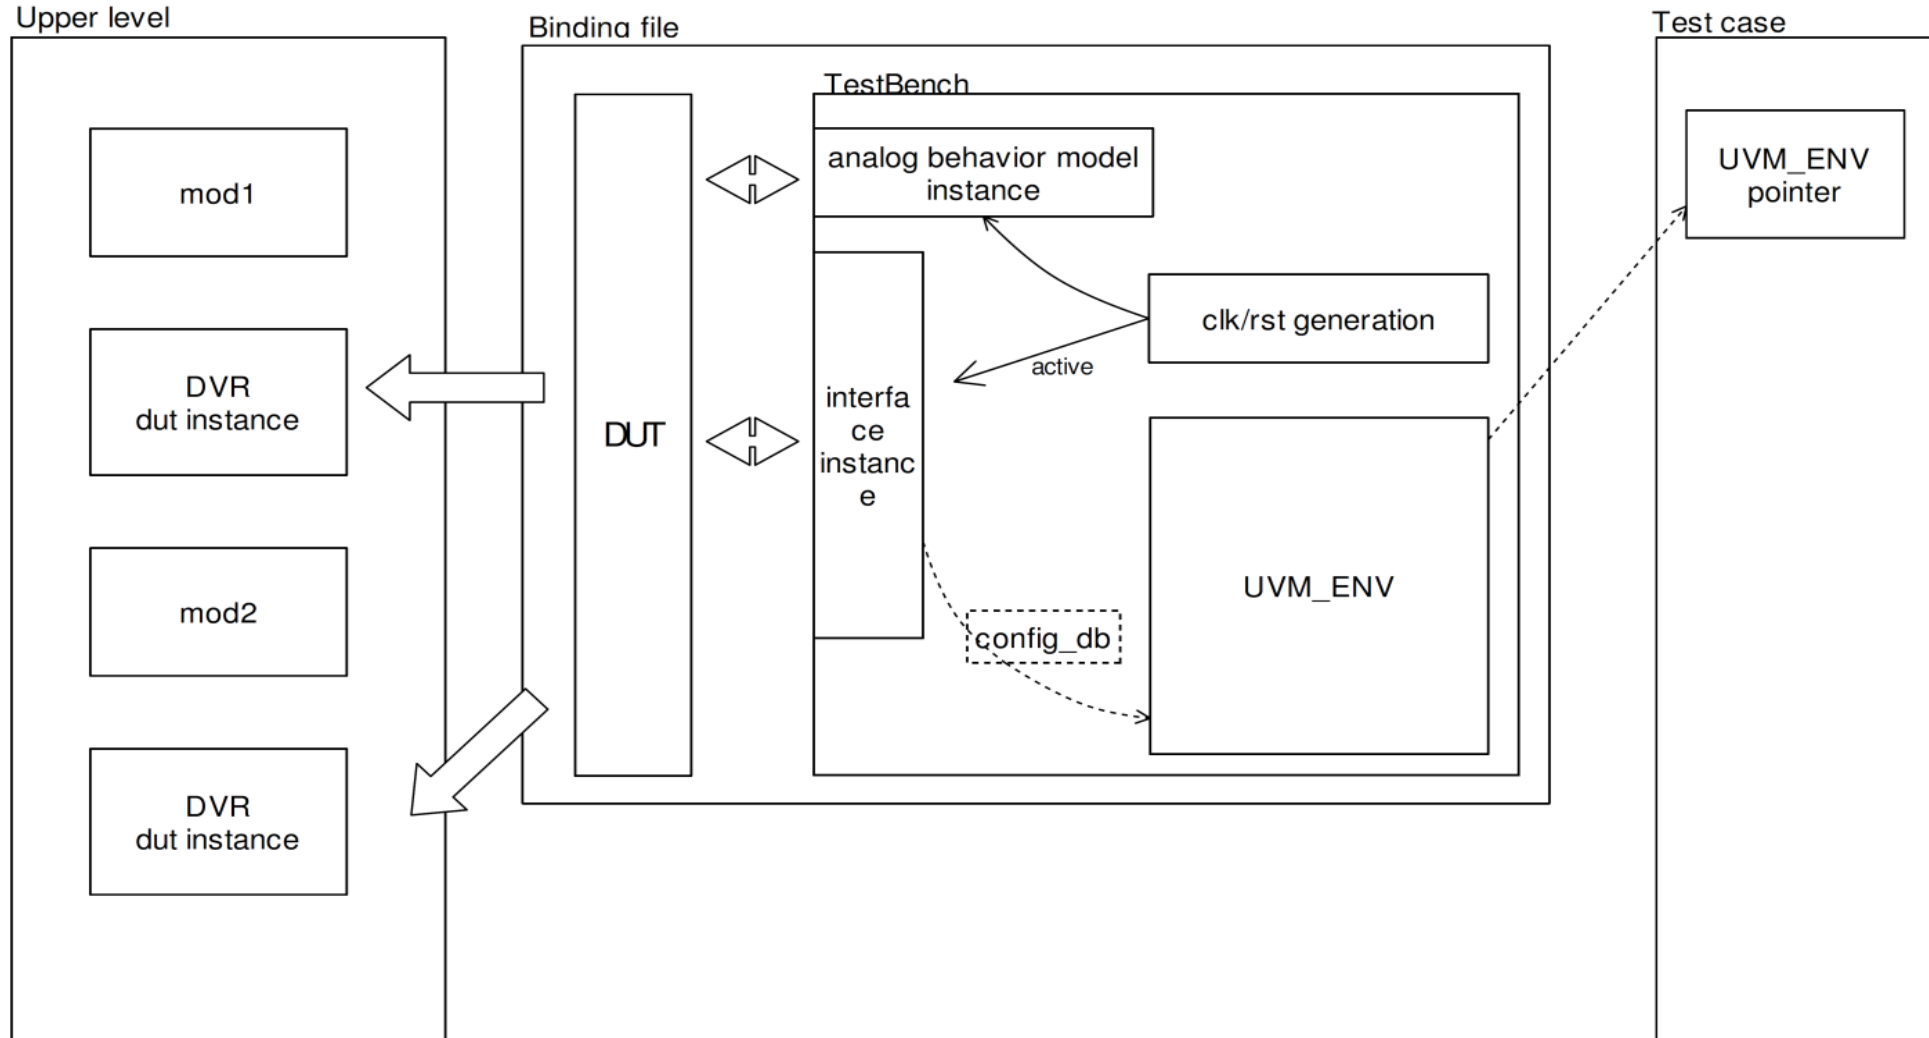 Upper level
mod1
DVR
dut instance
mod2
DVR
dut instance
Binding file
DUT
TestBench
analog behavior model
instance
clk/rst generation
active
interfa
ce
instanc
e
config_db
UVM_ENV
Test case
UVM_ENV
pointer